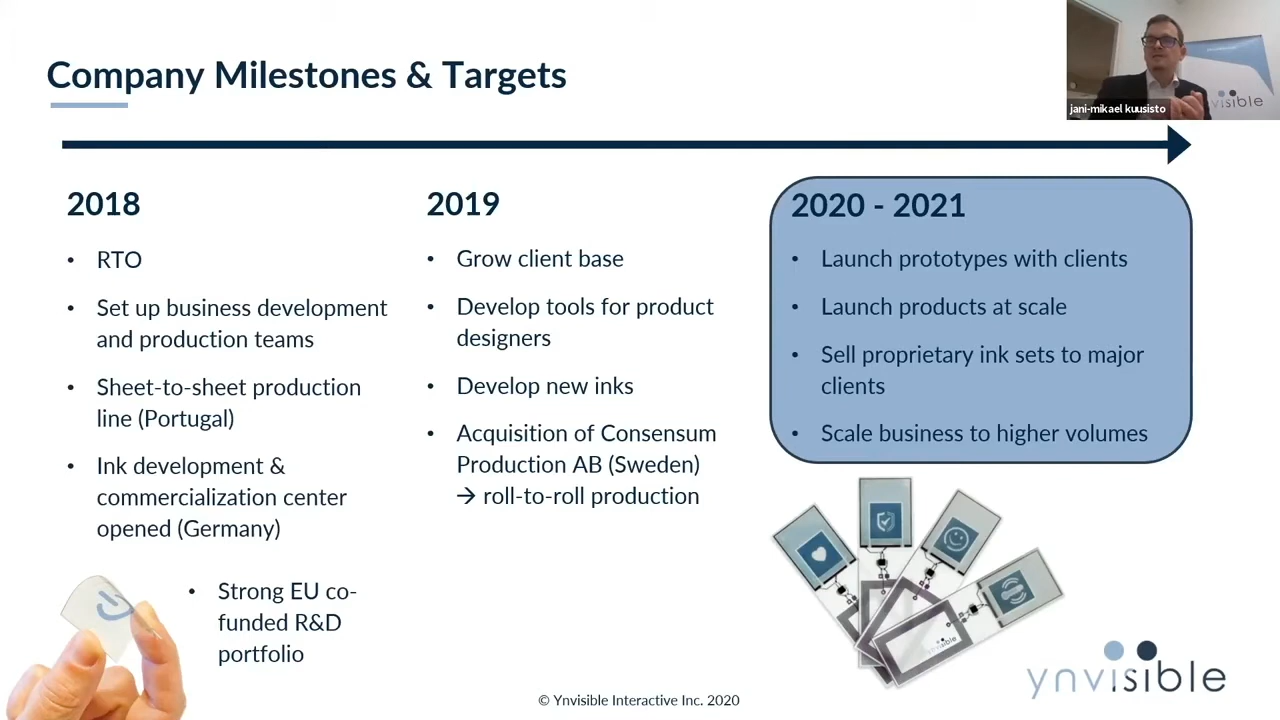 Company Milestones & Targets
jani-mikael kuusisto
visible
2018
• RTO
• Set up business development
and production teams
• Sheet-to-sheet production
line (Portugal)
• Ink development &
commercialization center
opened (Germany)
• Strong EU co-
funded R&D
portfolio
2019
• Grow client base
• Develop tools for product
designers
• Develop new inks
• Acquisition of Consensum
Production AB (Sweden)
→ roll-to-roll production
2020 - 2021
• Launch prototypes with clients
• Launch products at scale
• Sell proprietary ink sets to major
clients
• Scale business to higher volumes
ynvisible
ynvisible
© Ynvisible Interactive Inc. 2020